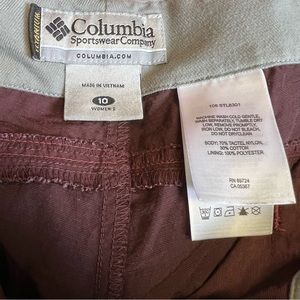 TITANIUM
Columbia
Sportswear Company
COLUMBIA.COM
MADE IN VIETNAM
10
WOMEN'S
MACHINE WASH COLD GENTLE,
WASH SEPARATELY, TUMBLE DRY
LOW, REMOVE PROMPTLY,
IRON LOW, DO NOT BLEACH,
DO NOT DRYCLEAN.
BODY: 70% TACTEL NYLON,
30% COTTON
LINING: 100% POLYESTER
RN 69724
CA 05367